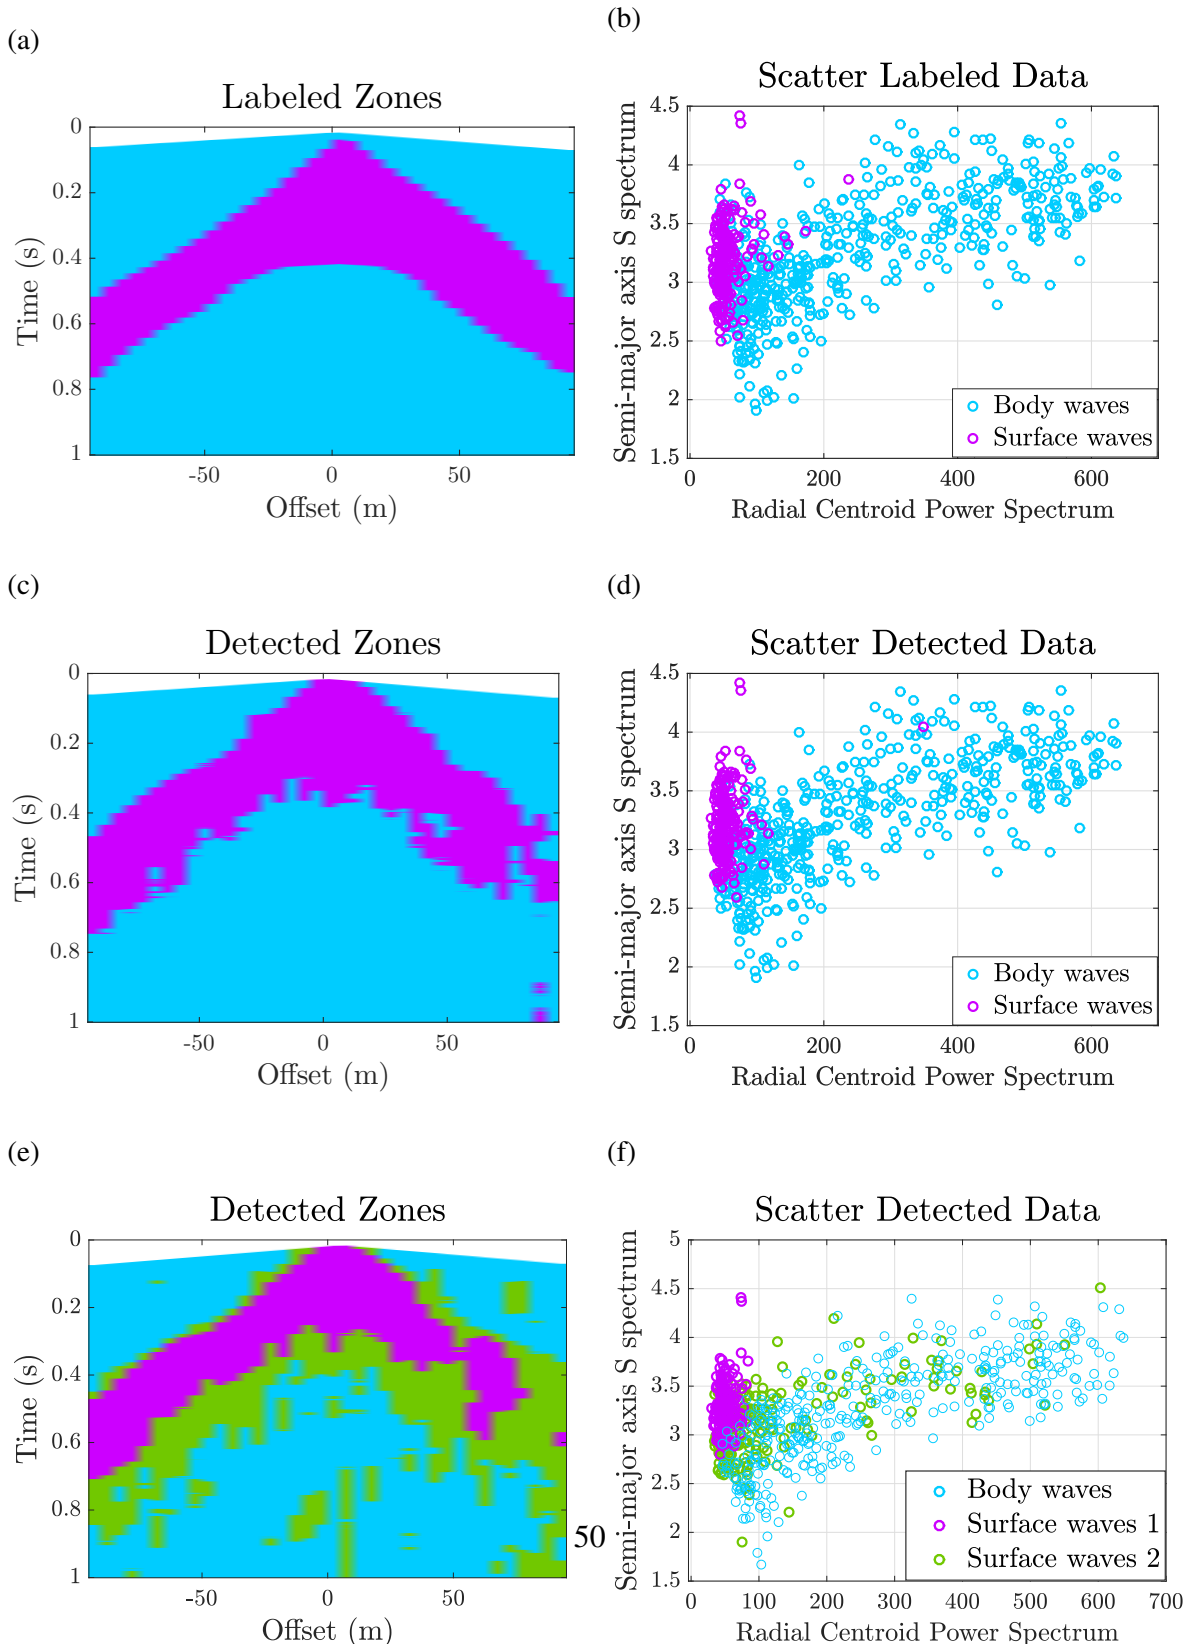 (a)
Labeled Zones
0
0.2
0.4
0.6
0.8
1
Time (s)
-50
0
50
Offset (m)
(b)
Scatter Labeled Data
4.5
4
3.5
3
2.5
2
1.5
Semi-major axis S spectrum
Body waves
Surface waves
0
200
400
600
Radial Centroid Power Spectrum
(c)
Detected Zones
0
0.2
0.4
0.6
0.8
1
Time (s)
-50
0
50
Offset (m)
(d)
Scatter Detected Data
4.5
4
3.5
3
2.5
2
1.5
Semi-major axis S spectrum
Body waves
Surface waves
0
200
400
600
Radial Centroid Power Spectrum
(e)
Detected Zones
0
0.2
0.4
0.6
0.8
1
Time (s)
-50
0
50
Offset (m)
50
(f)
Scatter Detected Data
5
4.5
4
3.5
3
2.5
2
1.5
Semi-major axis S spectrum
Body waves
Surface waves 1
Surface waves 2
0
100
200
300
400
500
600
700
Radial Centroid Power Spectrum